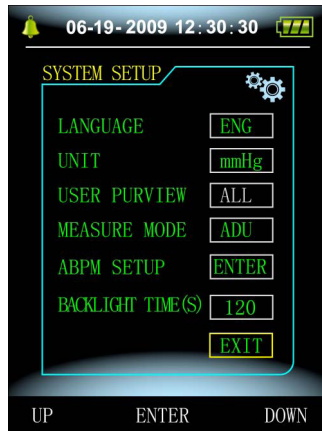 06-19-2009 12:30:30
SYSTEM SETUP
LANGUAGE ENG
UNIT mmHg
USER PURVIEW ALL
MEASURE MODE ADU
ABPM SETUP ENTER
BACKLIGHT TIME(S) 120
EXIT
UP ENTER DOWN